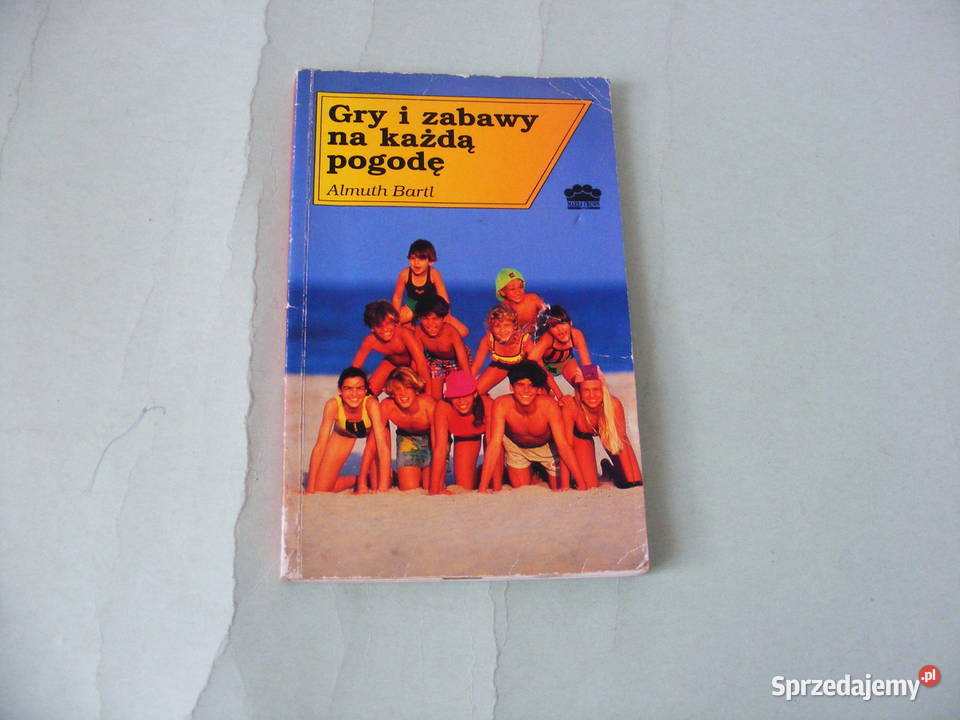 Gry i zabawy
na każdą
pogodę
Almuth Bartl
Sprzedajemy.pl